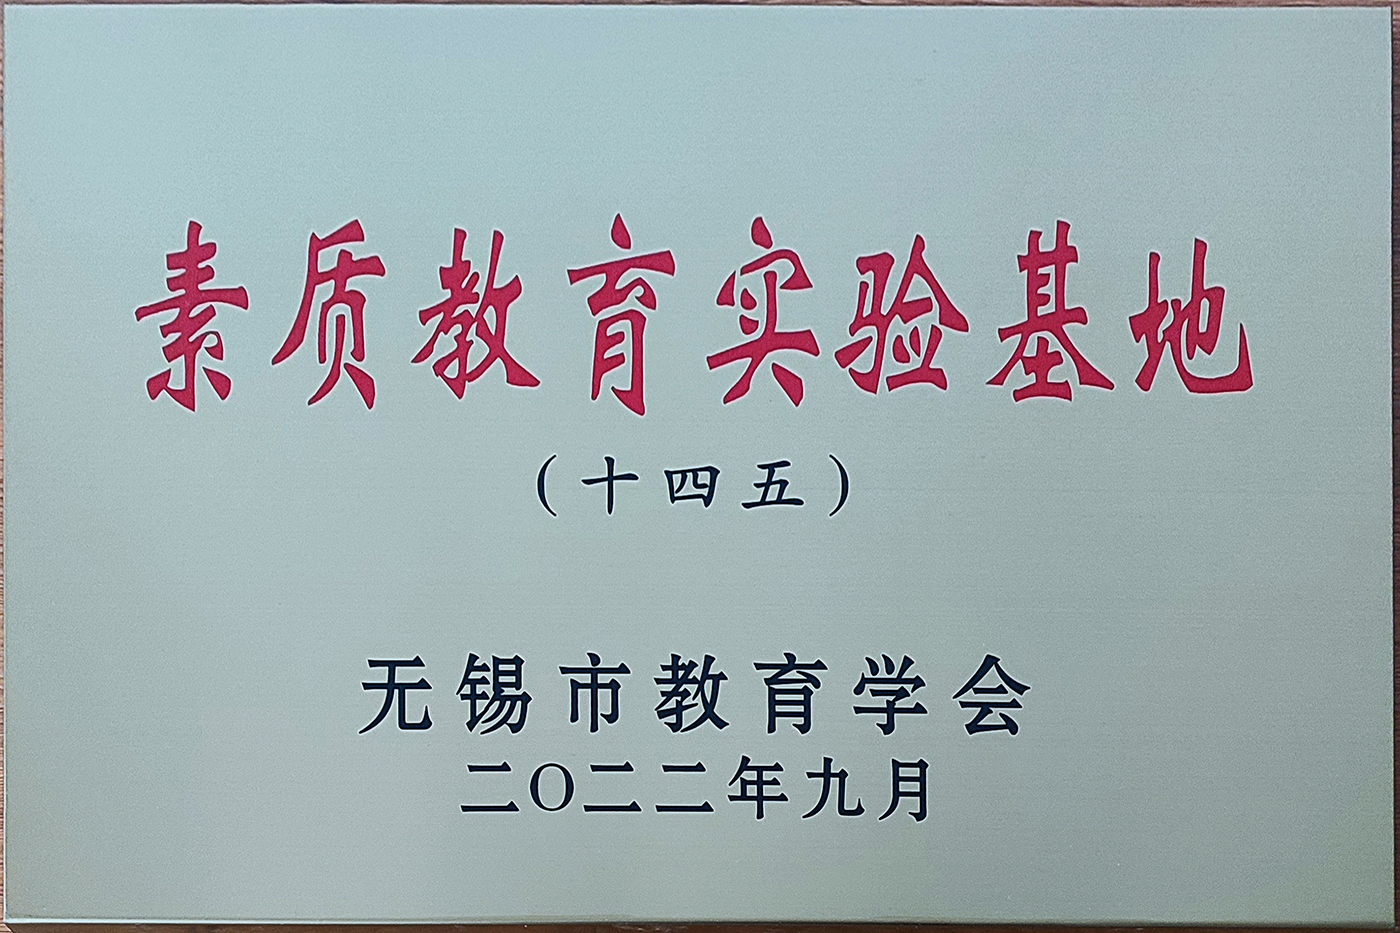 素质教育实验基地
（十四五）
无锡市教育学会
二O二二年九月